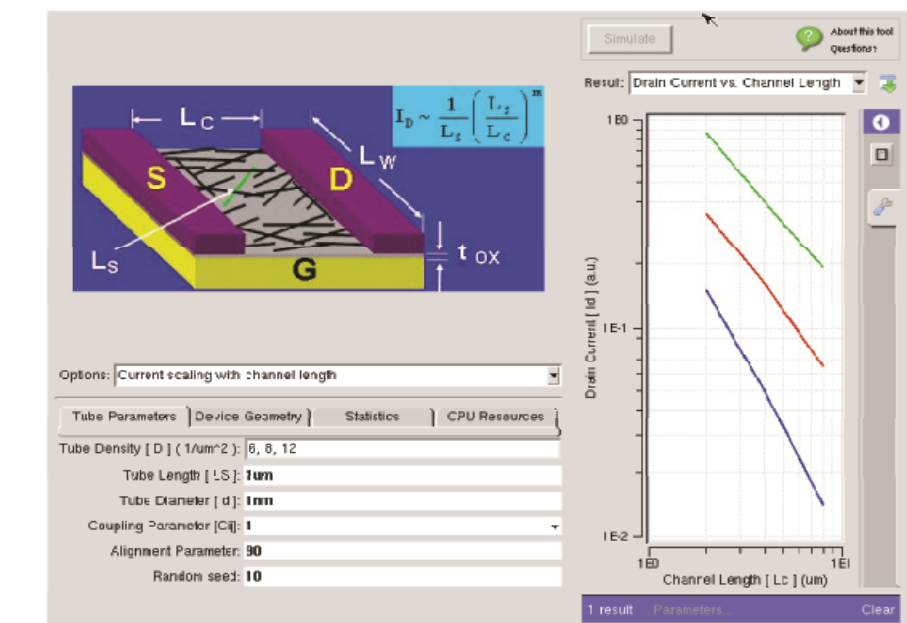 Simulate
About this tool
Questions?
Result: Drain Current vs. Channel Length
L C
I D ~ 1 / L s ( L s / L c ) m
L W
S
D
L S
G
t OX
1E0
1E-1
1E-2
Drain Current [ Id ] (a.u.)
1E0
1E1
Channel Length [ Lc ] (um)
Options: Current scaling with channel length
Tube Parameters Device Geometry Statistics CPU Resources
Tube Density [ D ] ( 1/um^2 ): 6, 8, 12
Tube Length [ LS ]: 1um
Tube Diameter [ d ]: 1nm
Coupling Parameter [Cij]: 1
Alignment Parameter: 90
Random seed: 10
1 result Parameters... Clear